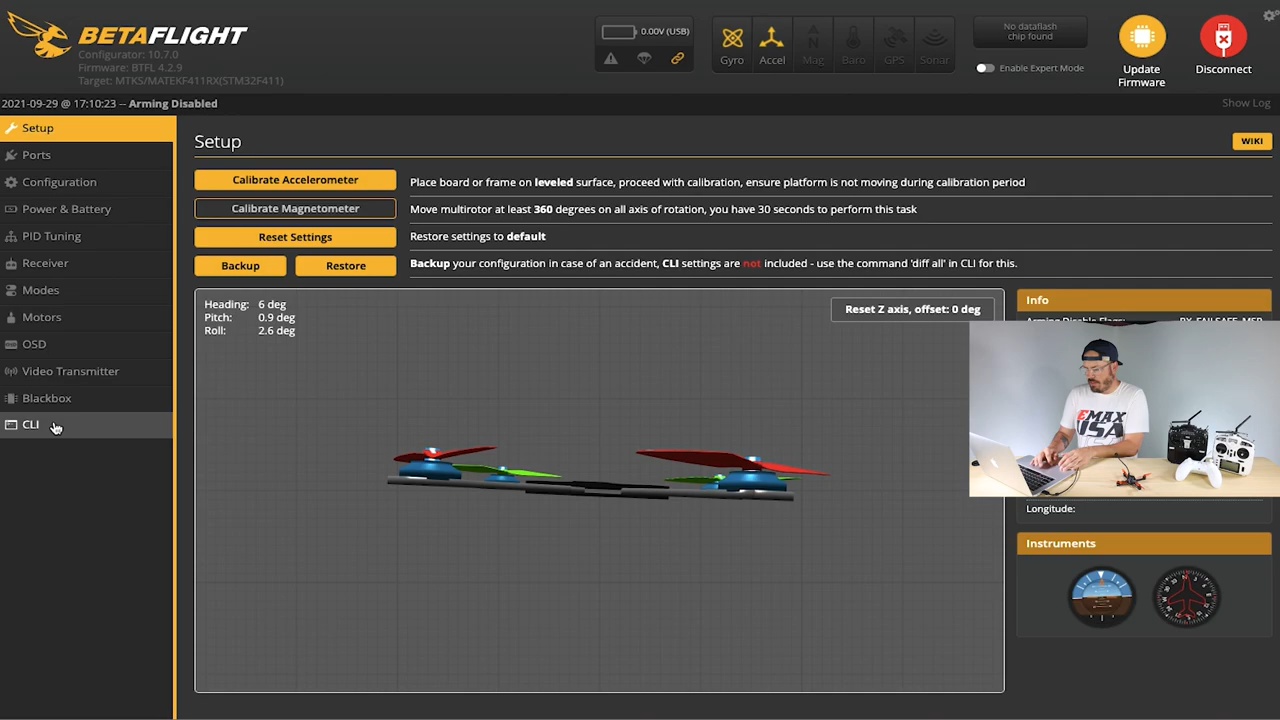 BETAFLIGHT
Configurator: 10.7.0
Firmware: BTFL 4.2.9
Target: MTKS/MATEKF411RX(STM32F411)
0.00V (USB)
Gyro
Accel
Mag
Baro
GPS
Sonar
No dataflash
chip found
Enable Expert Mode
Update
Firmware
Disconnect
2021-09-29 @ 17:10:23 -- Arming Disabled
Show Log
Setup
Ports
Configuration
Power & Battery
PID Tuning
Receiver
Modes
Motors
OSD
Video Transmitter
Blackbox
CLI
Setup
WIKI
Calibrate Accelerometer
Place board or frame on leveled surface, proceed with calibration, ensure platform is not moving during calibration period
Calibrate Magnetometer
Move multirotor at least 360 degrees on all axis of rotation, you have 30 seconds to perform this task
Reset Settings
Restore settings to default
Backup
Restore
Backup your configuration in case of an accident, CLI settings are not included - use the command 'diff all' in CLI for this.
Heading: 6 deg
Pitch: 0.9 deg
Roll: 2.6 deg
Reset Z axis, offset: 0 deg
Info
EMAX
USA
Longitude:
Instruments